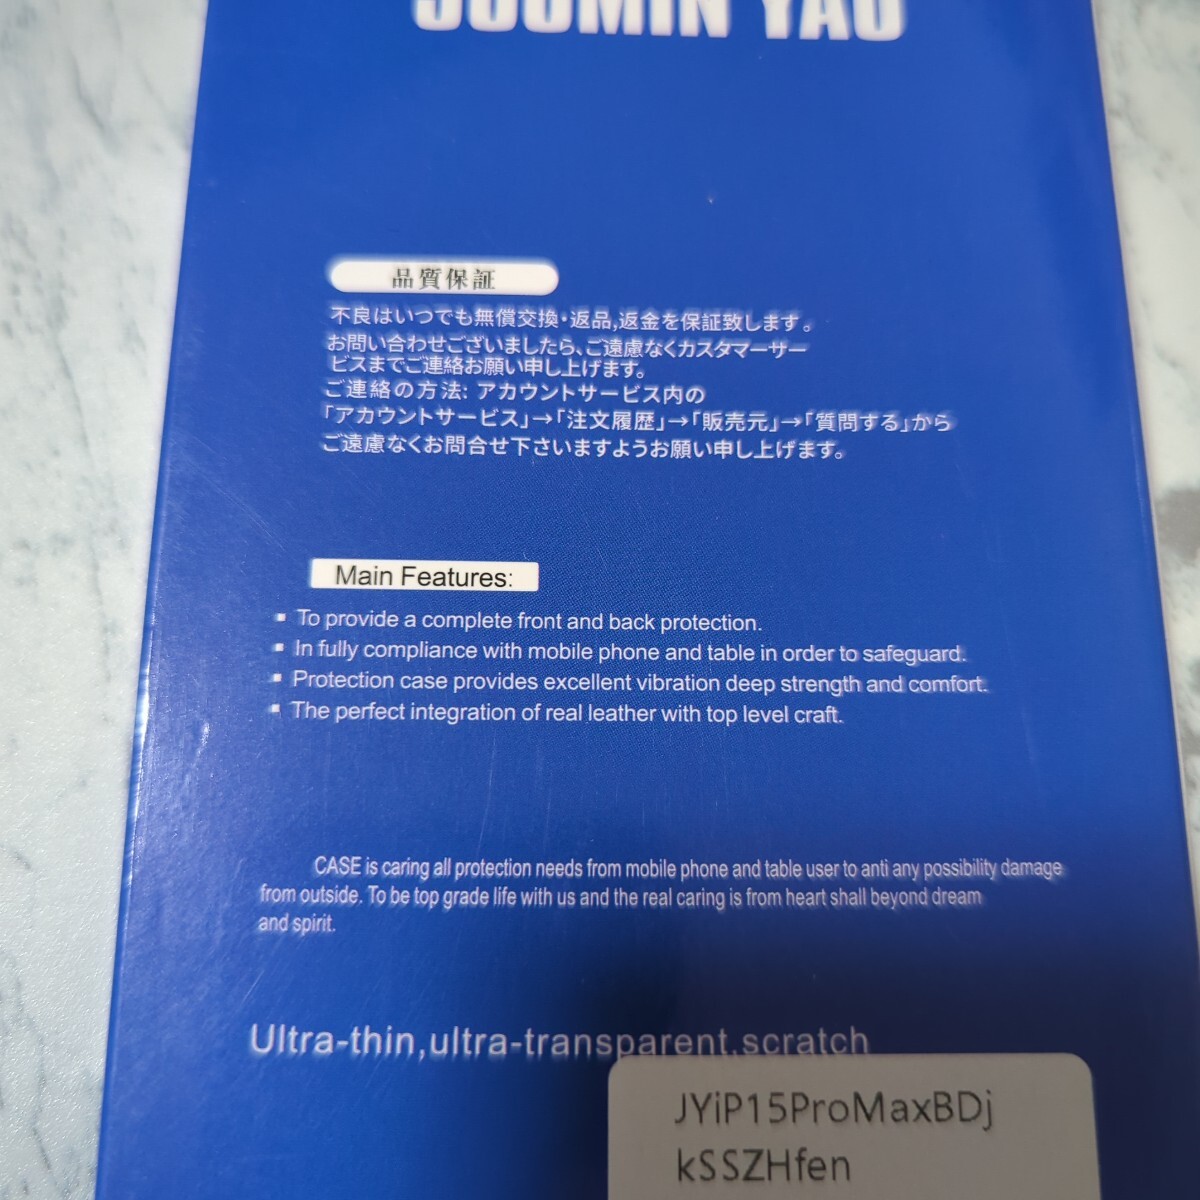 JOOMIN YAO
品質保証
不良はいつでも無償交換・返品,返金を保証致します。
お問い合わせございましたら、ご遠慮なくカスタマーサー
ビスまでご連絡お願い申し上げます。
ご連絡の方法: アカウントサービス内の
「アカウントサービス」→「注文履歴」→「販売元」→「質問する」から
ご遠慮なくお問合せ下さいますようお願い申し上げます。
Main Features:
▪ To provide a complete front and back protection.
▪ In fully compliance with mobile phone and table in order to safeguard.
▪ Protection case provides excellent vibration deep strength and comfort.
▪ The perfect integration of real leather with top level craft.
CASE is caring all protection needs from mobile phone and table user to anti any possibility damage
from outside. To be top grade life with us and the real caring is from heart shall beyond dream
and spirit.
Ultra-thin,ultra-transparent,scratch
JYiP15ProMaxBDj
kSSZHfen